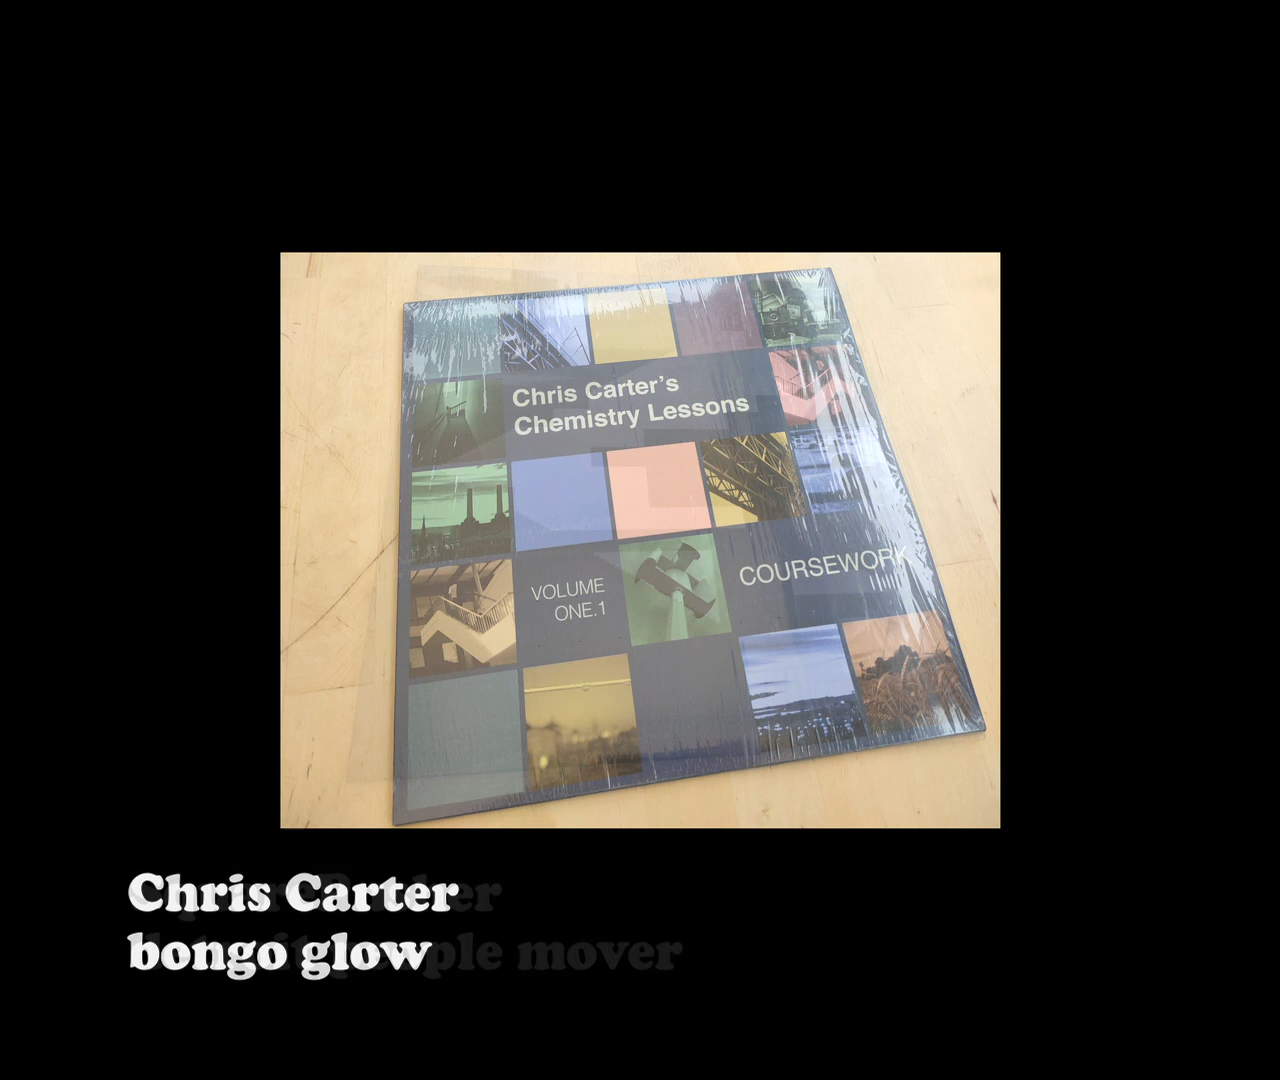 Chris Carter's
Chemistry Lessons
VOLUME
ONE.1
COURSEWORK
Chris Carter
bongo glow